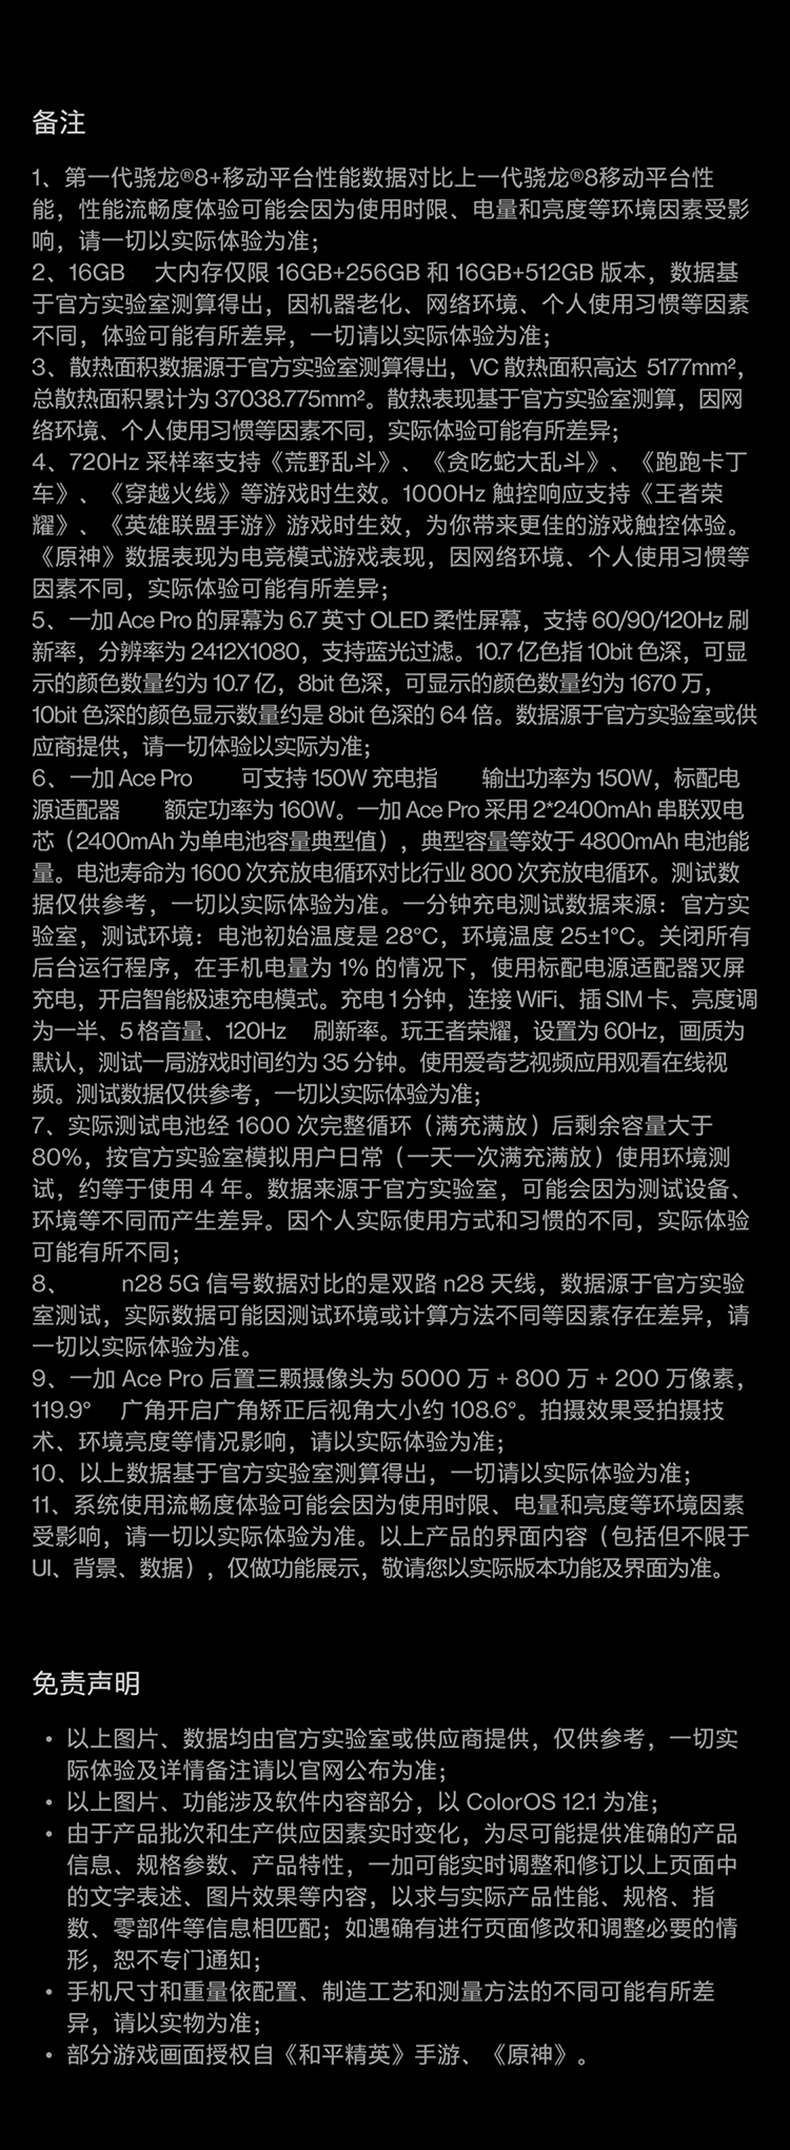 备注
1、第一代骁龙®8+移动平台性能数据对比上一代骁龙®8移动平台性
能，性能流畅度体验可能会因为使用时限、电量和亮度等环境因素受影
响，请一切以实际体验为准；
2、16GB 大内存仅限 16GB+256GB 和 16GB+512GB 版本，数据基
于官方实验室测算得出，因机器老化、网络环境、个人使用习惯等因素
不同，体验可能有所差异，一切请以实际体验为准；
3、散热面积数据源于官方实验室测算得出，VC 散热面积高达 5177mm²，
总散热面积累计为 37038.775mm²。散热表现基于官方实验室测算，因网
络环境、个人使用习惯等因素不同，实际体验可能有所差异；
4、720Hz 采样率支持《荒野乱斗》、《贪吃蛇大乱斗》、《跑跑卡丁
车》、《穿越火线》等游戏时生效。1000Hz 触控响应支持《王者荣
耀》、《英雄联盟手游》游戏时生效，为你带来更佳的游戏触控体验。
《原神》数据表现为电竞模式游戏表现，因网络环境、个人使用习惯等
因素不同，实际体验可能有所差异；
5、一加 Ace Pro 的屏幕为 6.7 英寸 OLED 柔性屏幕，支持 60/90/120Hz 刷
新率，分辨率为 2412X1080，支持蓝光过滤。10.7 亿色指 10bit 色深，可显
示的颜色数量约为 10.7 亿，8bit 色深，可显示的颜色数量约为 1670 万，
10bit 色深的颜色显示数量约是 8bit 色深的 64 倍。数据源于官方实验室或供
应商提供，请一切体验以实际为准；
6、一加 Ace Pro 可支持 150W 充电指 输出功率为 150W，标配电
源适配器 额定功率为 160W。一加 Ace Pro 采用 2*2400mAh 串联双电
芯（2400mAh 为单电池容量典型值），典型容量等效于 4800mAh 电池能
量。电池寿命为 1600 次充放电循环对比行业 800 次充放电循环。测试数
据仅供参考，一切以实际体验为准。一分钟充电测试数据来源：官方实
验室，测试环境：电池初始温度是 28°C，环境温度 25±1°C。关闭所有
后台运行程序，在手机电量为 1% 的情况下，使用标配电源适配器灭屏
充电，开启智能极速充电模式。充电 1 分钟，连接 WiFi、插 SIM 卡、亮度调
为一半、5 格音量、120Hz 刷新率。玩王者荣耀，设置为 60Hz，画质为
默认，测试一局游戏时间约为 35 分钟。使用爱奇艺视频应用观看在线视
频。测试数据仅供参考，一切以实际体验为准；
7、实际测试电池经 1600 次完整循环（满充满放）后剩余容量大于
80%，按官方实验室模拟用户日常（一天一次满充满放）使用环境测
试，约等于使用 4 年。数据来源于官方实验室，可能会因为测试设备、
环境等不同而产生差异。因个人实际使用方式和习惯的不同，实际体验
可能有所不同；
8、 n28 5G 信号数据对比的是双路 n28 天线，数据源于官方实验
室测试，实际数据可能因测试环境或计算方法不同等因素存在差异，请
一切以实际体验为准。
9、一加 Ace Pro 后置三颗摄像头为 5000 万 + 800 万 + 200 万像素，
119.9° 广角开启广角矫正后视角大小约 108.6°。拍摄效果受拍摄技
术、环境亮度等情况影响，请以实际体验为准；
10、以上数据基于官方实验室测算得出，一切请以实际体验为准；
11、系统使用流畅度体验可能会因为使用时限、电量和亮度等环境因素
受影响，请一切以实际体验为准。以上产品的界面内容（包括但不限于
UI、背景、数据），仅做功能展示，敬请您以实际版本功能及界面为准。
免责声明
• 以上图片、数据均由官方实验室或供应商提供，仅供参考，一切实
际体验及详情备注请以官网公布为准；
• 以上图片、功能涉及软件内容部分，以 ColorOS 12.1 为准；
• 由于产品批次和生产供应因素实时变化，为尽可能提供准确的产品
信息、规格参数、产品特性，一加可能实时调整和修订以上页面中
的文字表述、图片效果等内容，以求与实际产品性能、规格、指
数、零部件等信息相匹配；如遇确有进行页面修改和调整必要的情
形，恕不专门通知；
• 手机尺寸和重量依配置、制造工艺和测量方法的不同可能有所差
异，请以实物为准；
• 部分游戏画面授权自《和平精英》手游、《原神》。